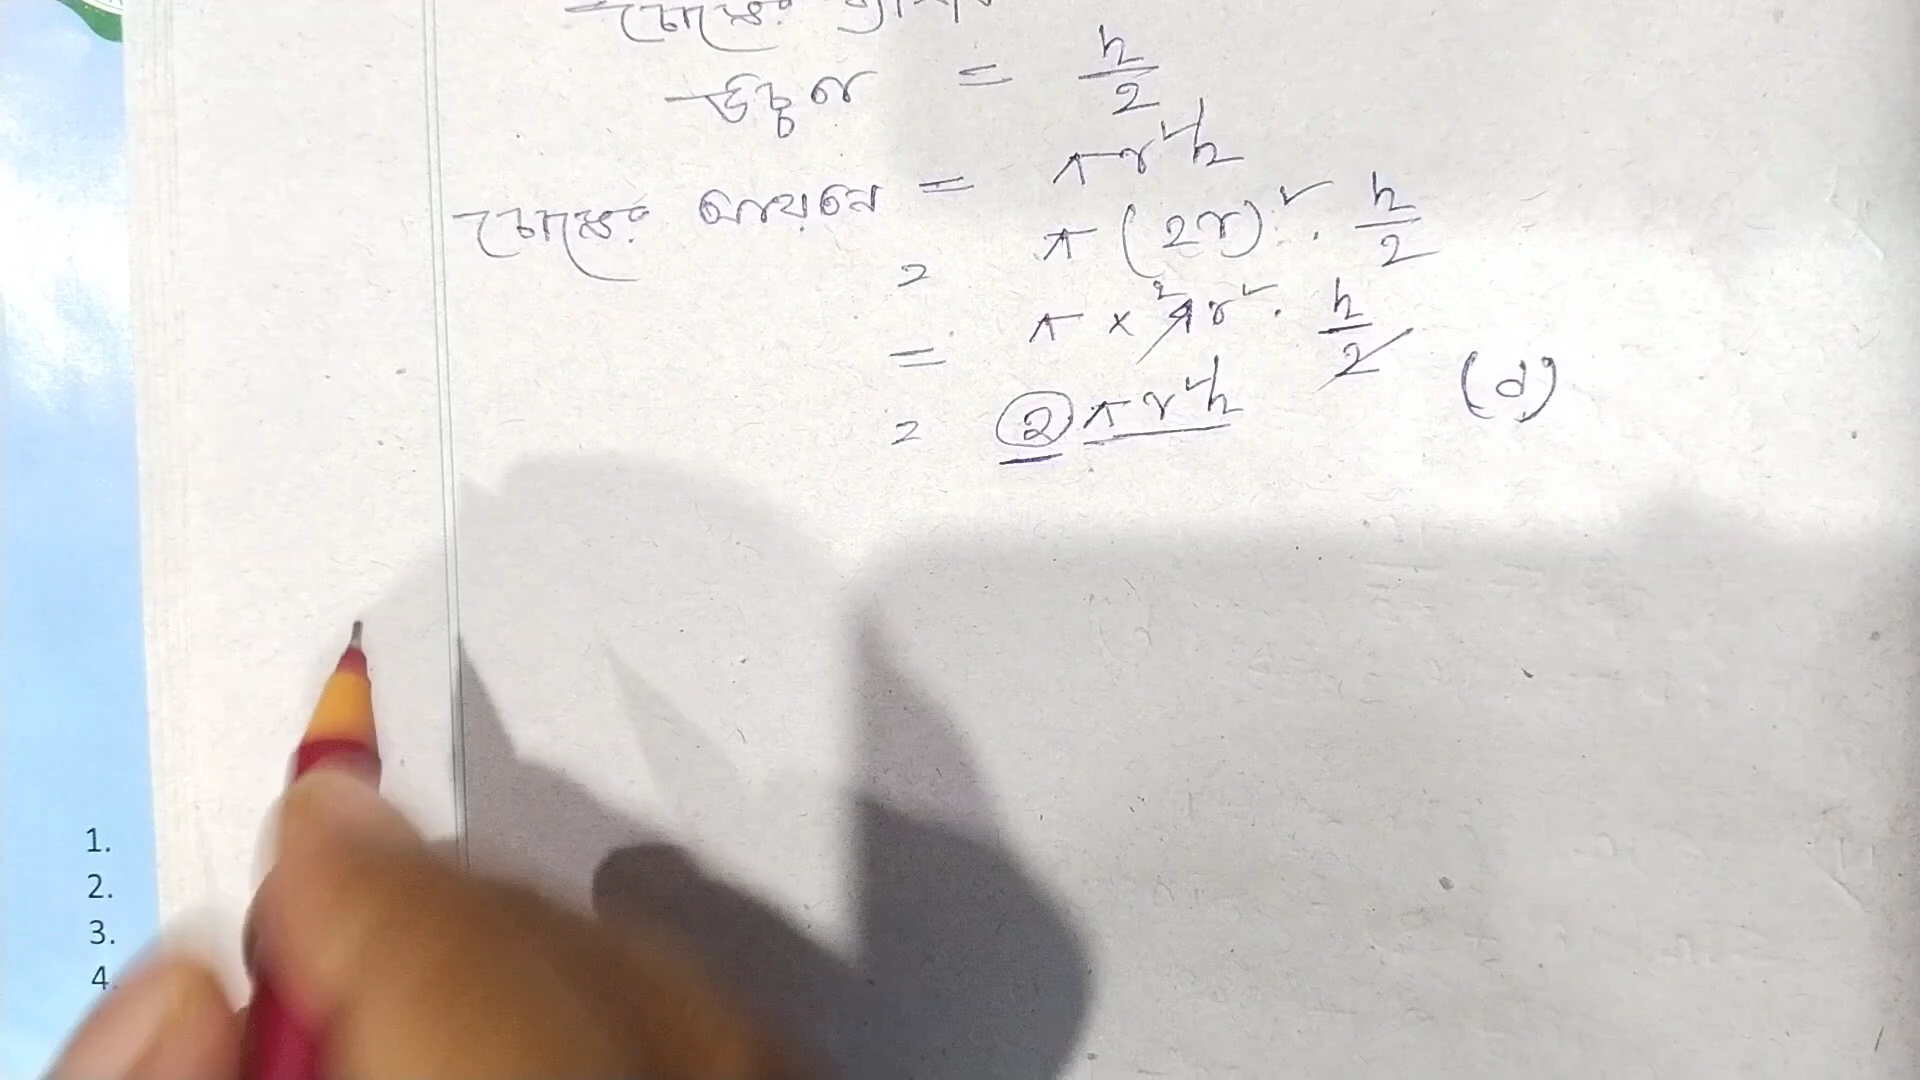 চোঙের
উচ্চতা = h/2
চোঙের আয়তন = πr²h
= π(2r)². h/2
= π × 4r². h/2
= 2πr²h (d)
1.
2.
3.
4.